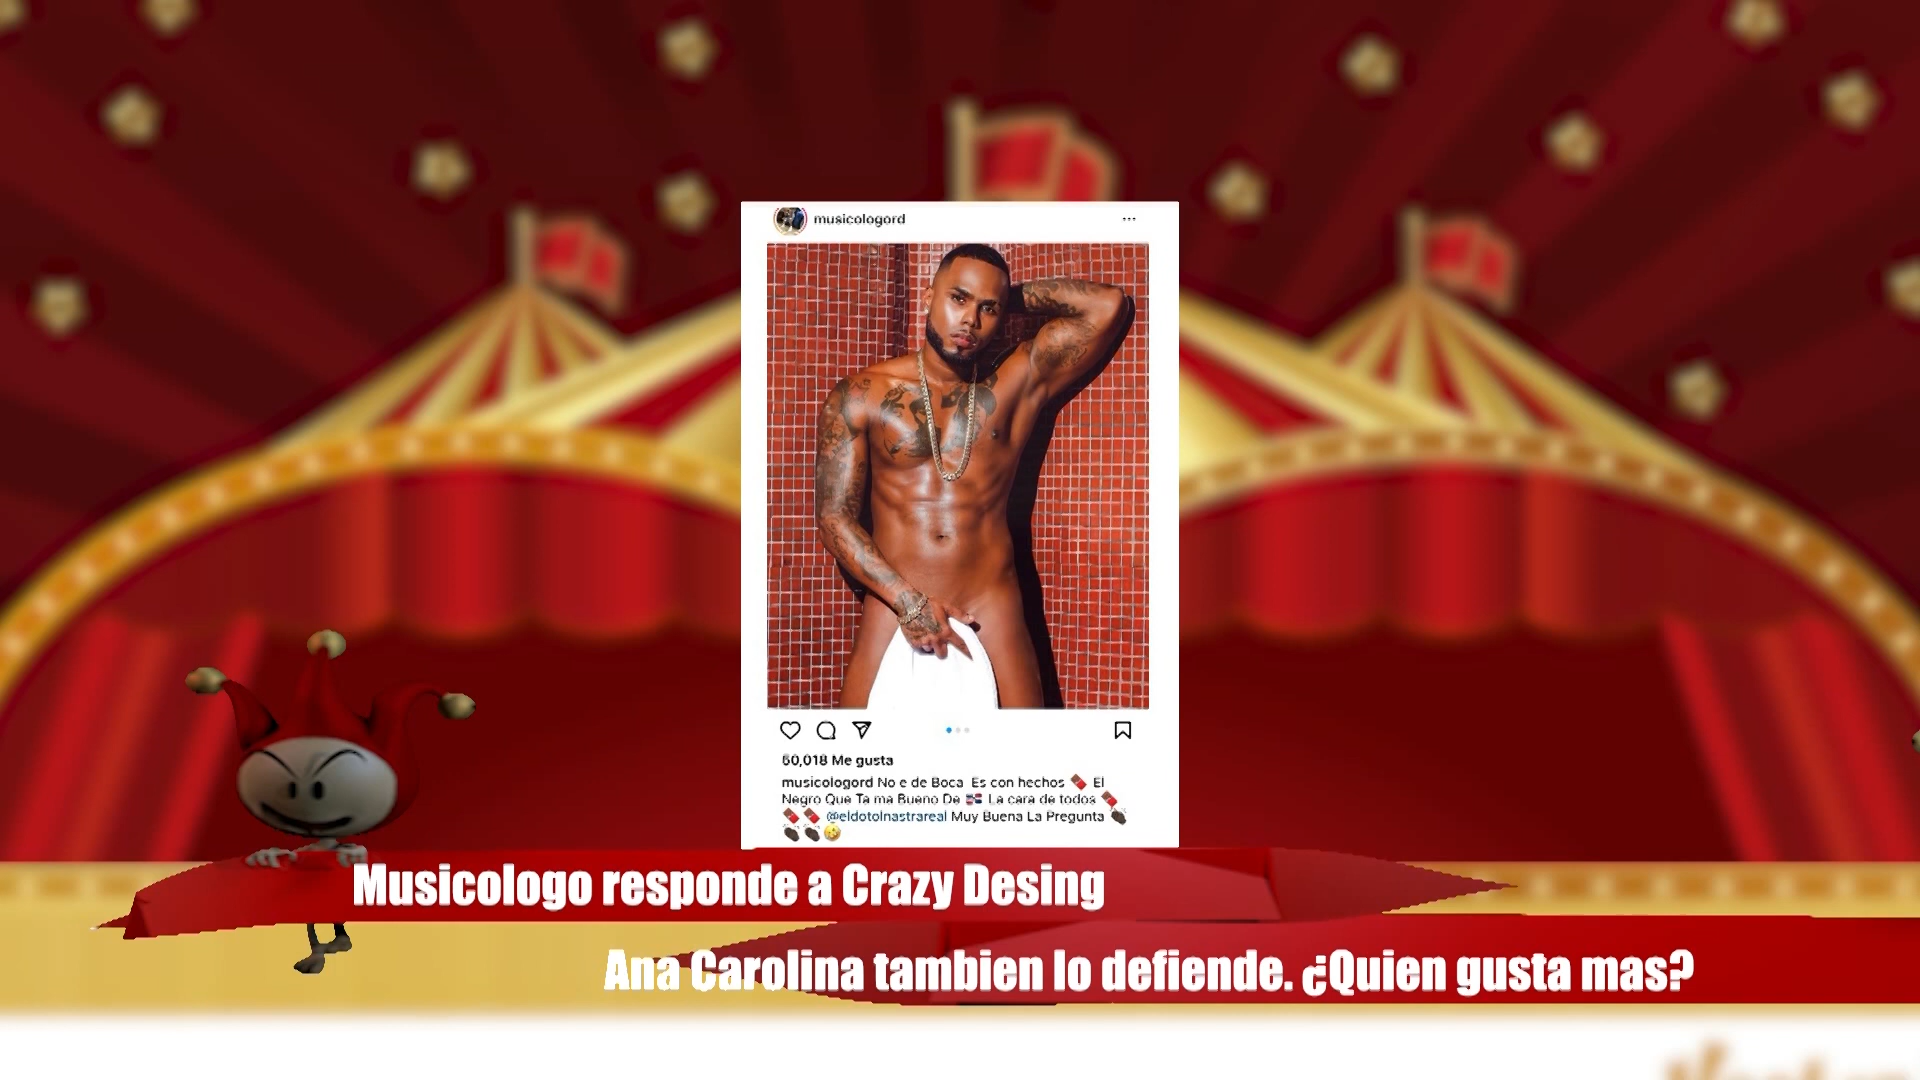 musicologord
60,018 Me gusta
musicologord No e de Boca Es con hechos 🍫 El
Negro Que Ta ma Bueno De 🇩🇴 La cara de todos 🍫
🍫🍫 @eldotolnastrareal Muy Buena La Pregunta
Musicologo responde a Crazy Desing
Ana Carolina tambien lo defiende. ¿Quien gusta mas?